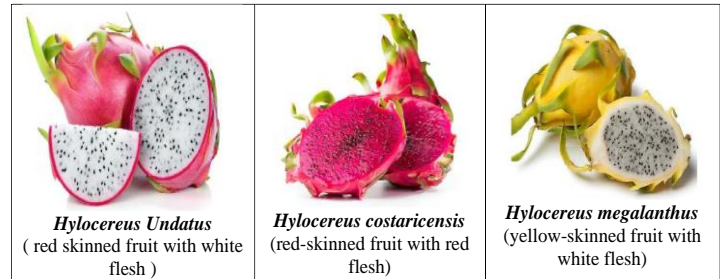 Hylocereus Undatus
( red skinned fruit with white
flesh )
Hylocereus costaricensis
(red-skinned fruit with red
flesh)
Hylocereus megalanthus
(yellow-skinned fruit with
white flesh)